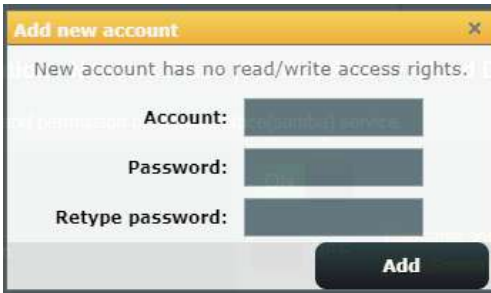 Add new account ×
New account has no read/write access rights.
Account:
Password:
Retype password:
Add